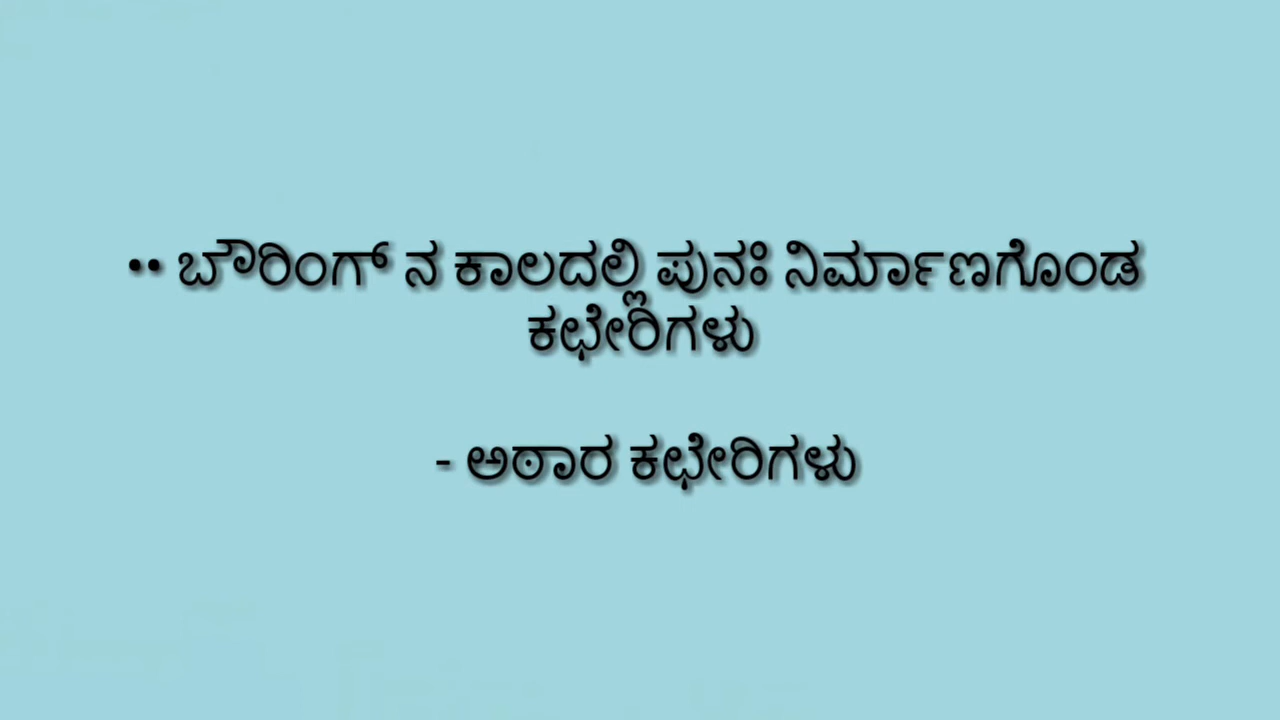 •• ಬೌರಿಂಗ್ ನ ಕಾಲದಲ್ಲಿ ಪುನಃ ನಿರ್ಮಾಣಗೊಂಡ
ಕಛೇರಿಗಳು
- ಅಠಾರ ಕಛೇರಿಗಳು